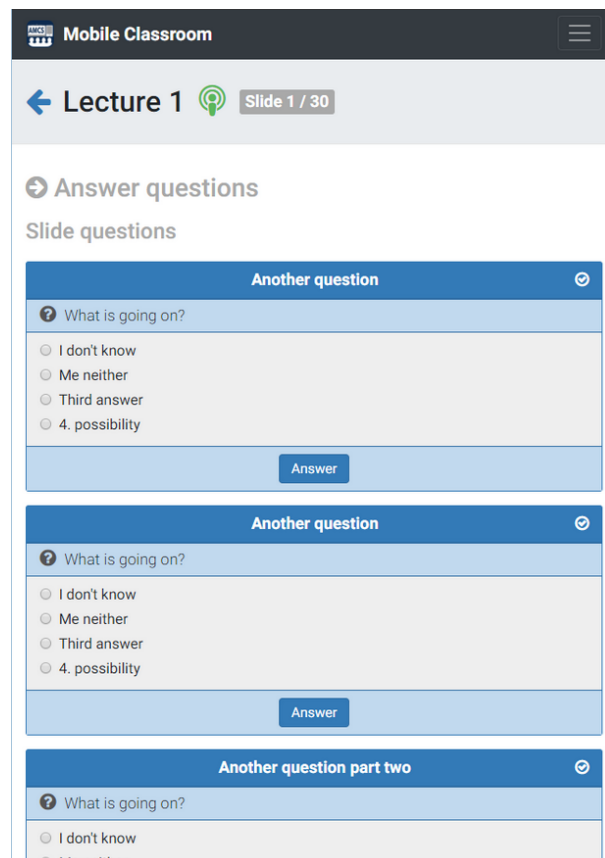 AMCS
Mobile Classroom
Lecture 1 Slide 1 / 30
Answer questions
Slide questions
Another question
What is going on?
I don't know
Me neither
Third answer
4. possibility
Answer
Another question
What is going on?
I don't know
Me neither
Third answer
4. possibility
Answer
Another question part two
What is going on?
I don't know